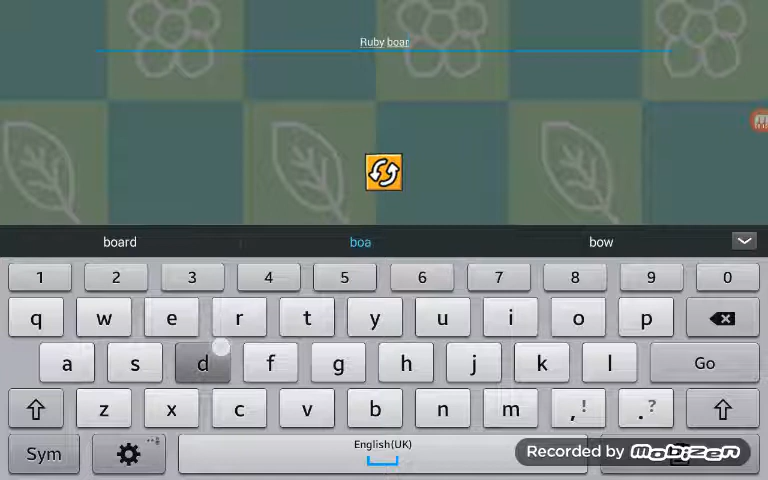 Ruby boar
board boa bow
1 2 3 4 5 6 7 8 9 0
q w e r t y u i o p
a s d f g h j k l Go
z x c v b n m ,! .?
Sym English(UK)
Recorded by Mobizen